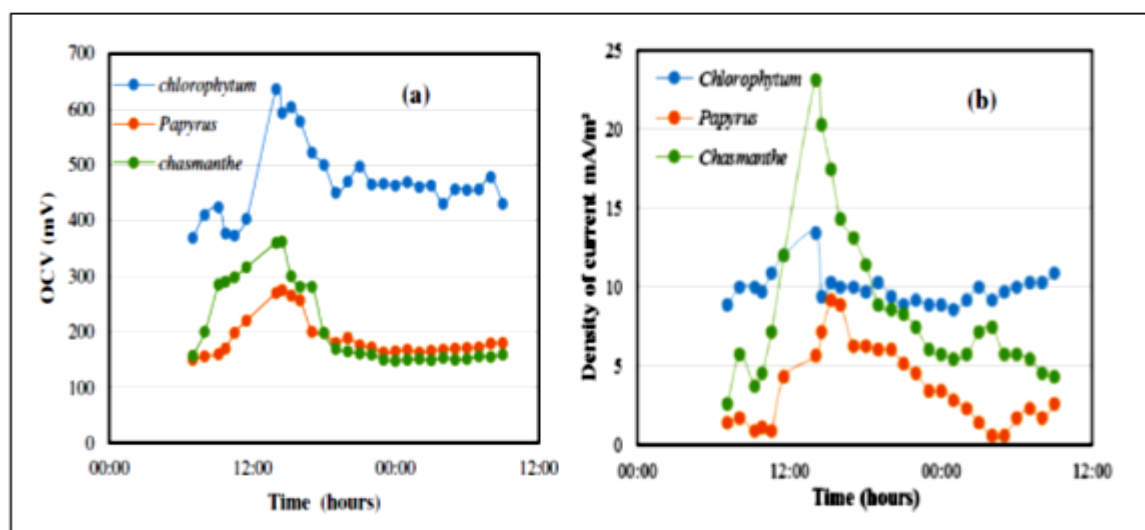 700
600
500
400
300
200
100
0
OCV (mV)
chlorophytum
Papyrus
chasmanthe
(a)
00:00 12:00 00:00 12:00
Time (hours)
25
20
15
10
5
0
Density of current mA/m²
Chlorophytum
Papyrus
Chasmanthe
(b)
00:00 12:00 00:00 12:00
Time (hours)